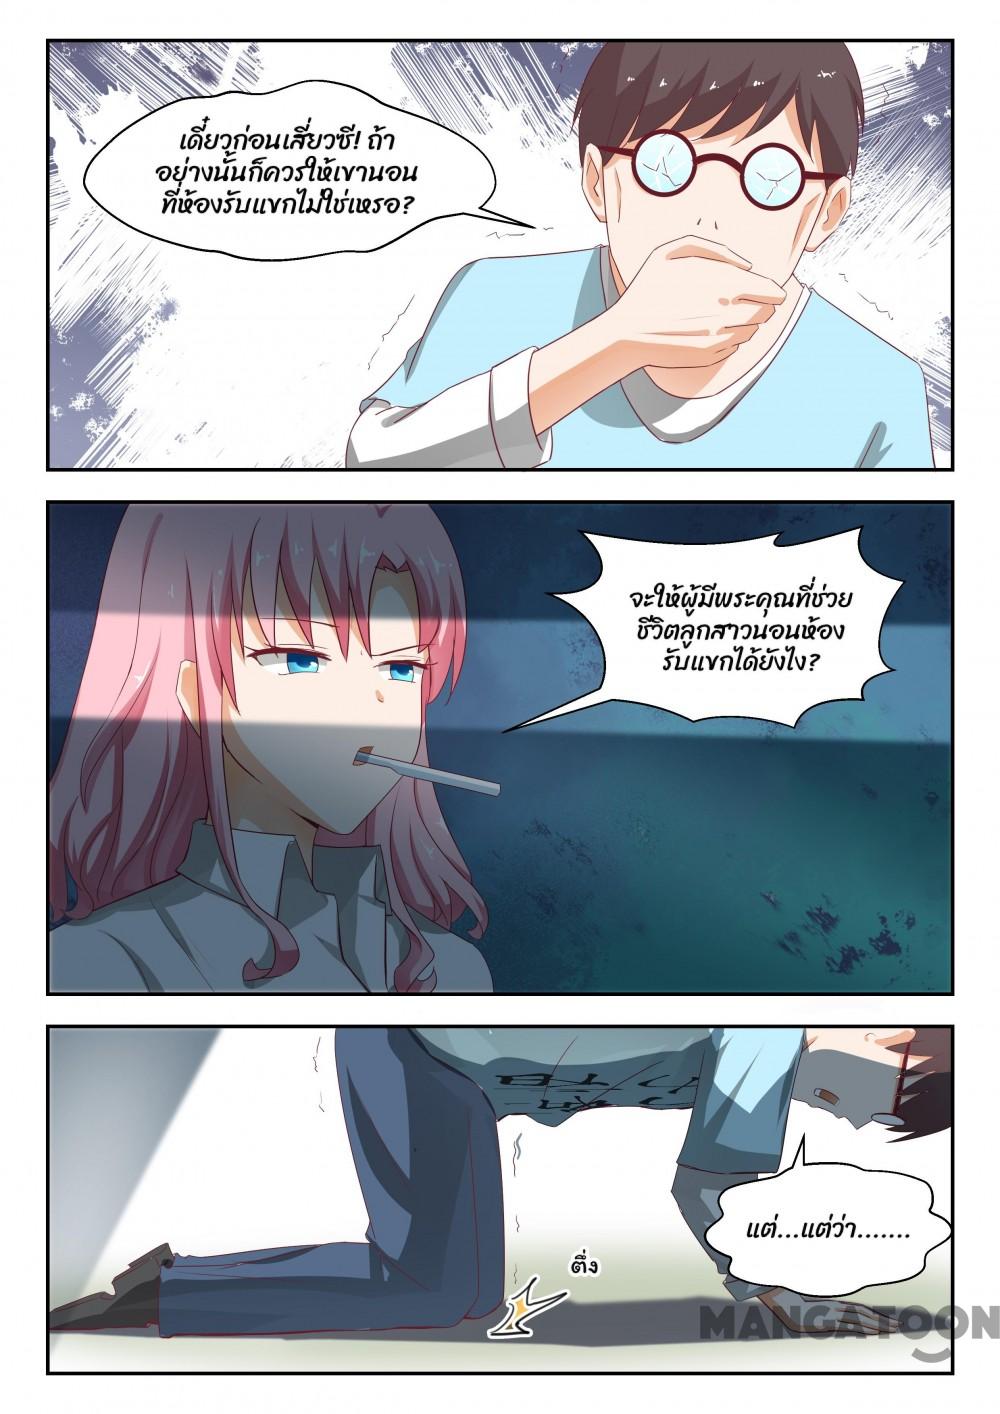 เดี๋ยวก่อนเสี่ยวซี! ถ้า
อย่างนั้นก็ควรให้เขานอน
ที่ห้องรับแขกไม่ใช่เหรอ?
จะให้ผู้มีพระคุณที่ช่วย
ชีวิตลูกสาวนอนห้อง
รับแขกได้ยังไง?
แต่...แต่ว่า.......
ตึ่ง
MANGATOON